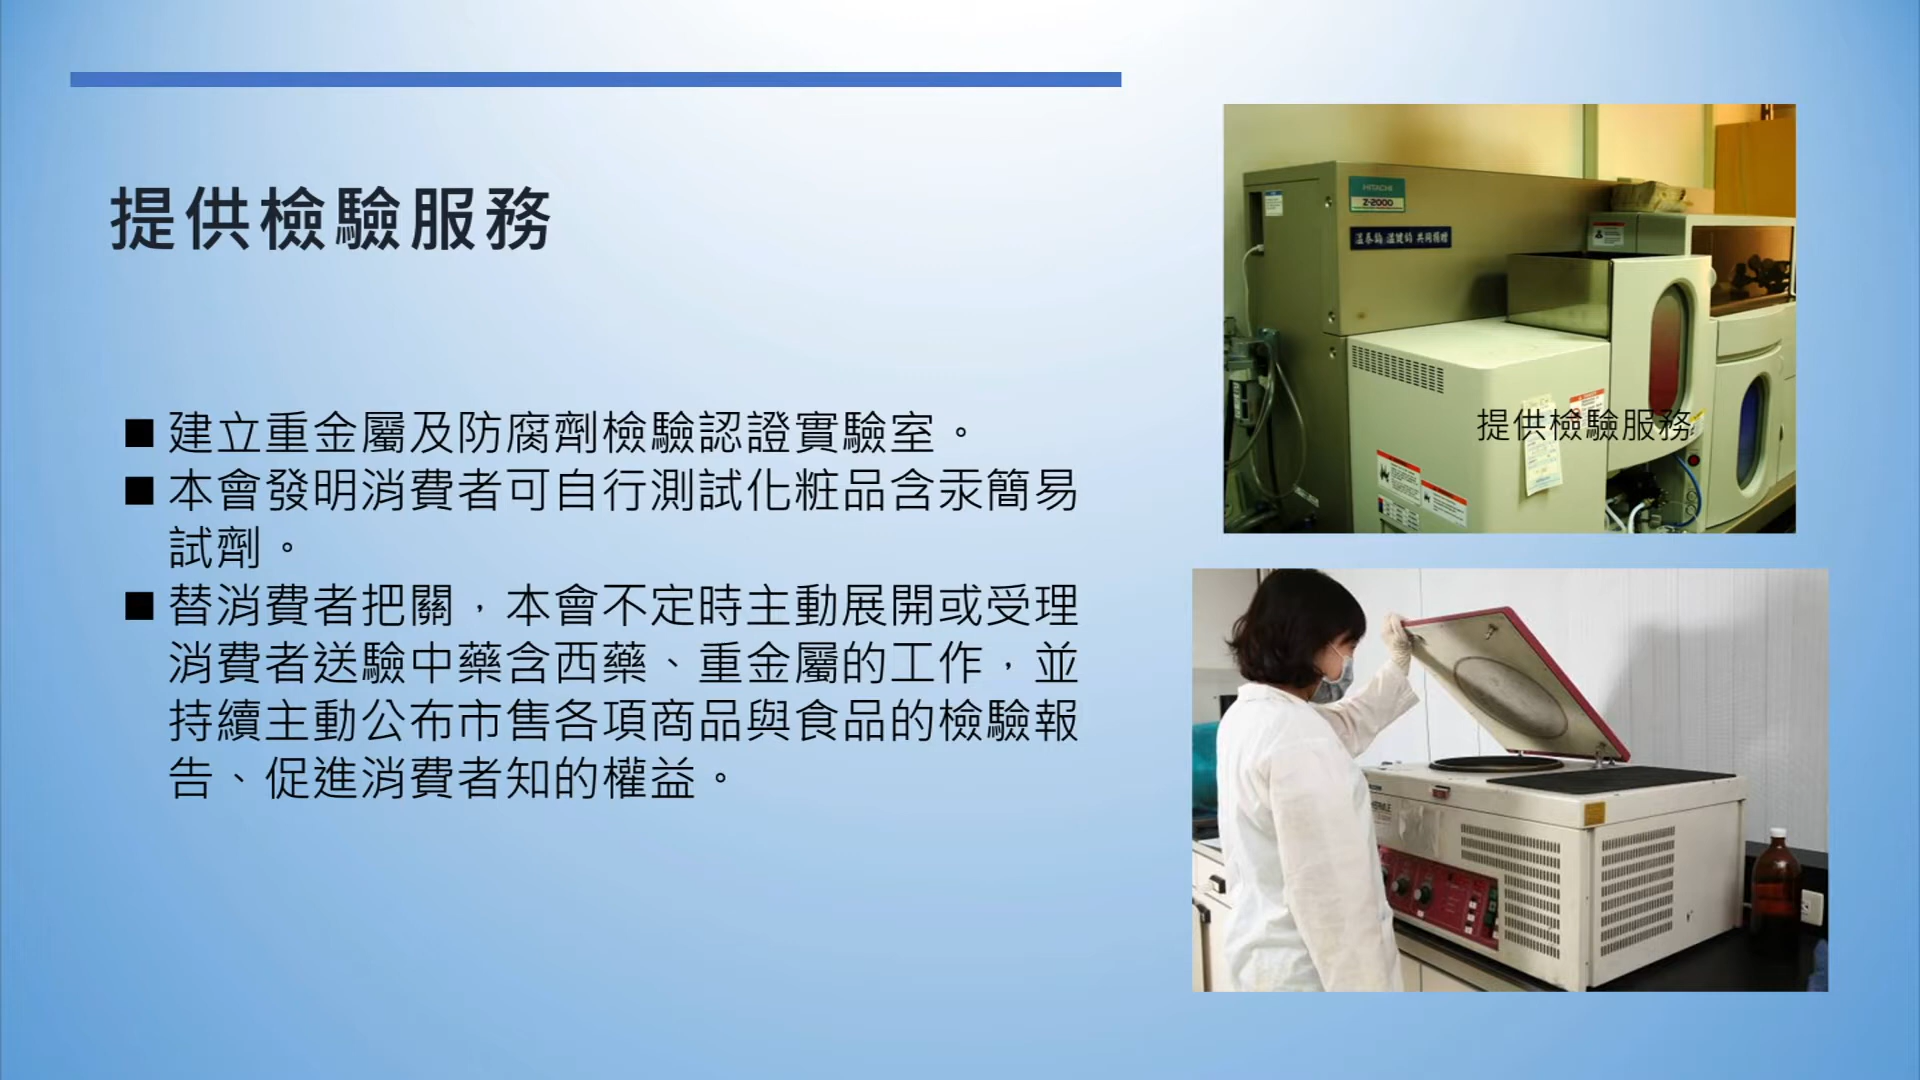 提供檢驗服務
■ 建立重金屬及防腐劑檢驗認證實驗室。
■ 本會發明消費者可自行測試化粧品含汞簡易
試劑。
■ 替消費者把關，本會不定時主動展開或受理
消費者送驗中藥含西藥、重金屬的工作，並
持續主動公布市售各項商品與食品的檢驗報
告、促進消費者知的權益。
HITACHI
Z-2000
共同捐贈
提供檢驗服務